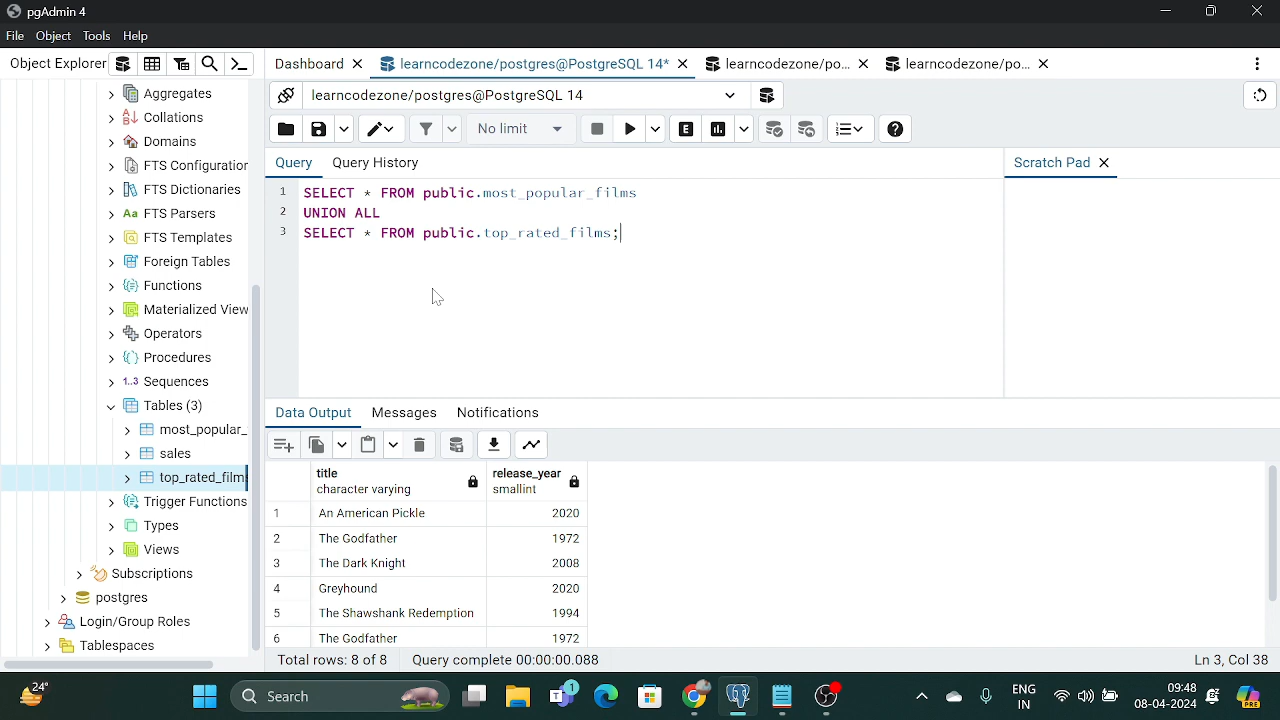 pgAdmin 4
File Object Tools Help
Object Explorer
Dashboard
learncodezone/postgres@PostgreSQL 14*
learncodezone/po...
learncodezone/po...
learncodezone/postgres@PostgreSQL 14
No limit
E
Query Query History
Scratch Pad
1 SELECT * FROM public.most_popular_films
2 UNION ALL
3 SELECT * FROM public.top_rated_films;
Aggregates
Collations
Domains
FTS Configuration
FTS Dictionaries
Aa FTS Parsers
FTS Templates
Foreign Tables
Functions
Materialized View
Operators
Procedures
1..3 Sequences
Tables (3)
most_popular_
sales
top_rated_films
Trigger Functions
Types
Views
Subscriptions
postgres
Login/Group Roles
Tablespaces
Data Output Messages Notifications
title
character varying
release_year
smallint
1 An American Pickle 2020
2 The Godfather 1972
3 The Dark Knight 2008
4 Greyhound 2020
5 The Shawshank Redemption 1994
6 The Godfather 1972
Total rows: 8 of 8 Query complete 00:00:00.088 Ln 3, Col 38
24°
Search
1
ENG
IN
09:48
08-04-2024
PRE